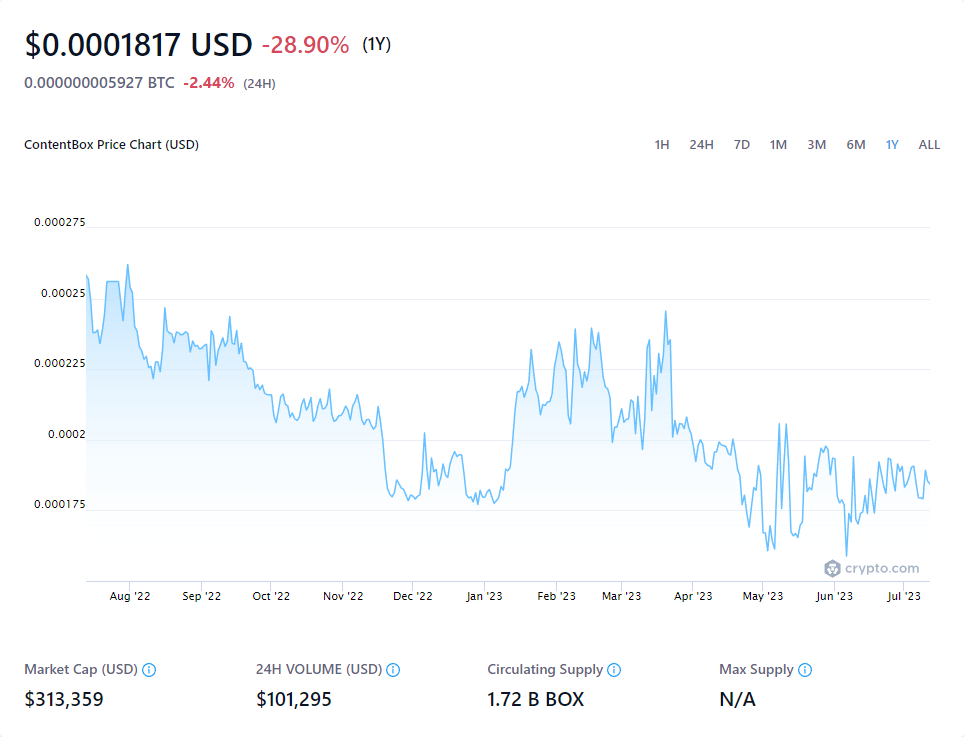 $0.0001817 USD -28.90% (1Y)
0.000000005927 BTC -2.44% (24H)
ContentBox Price Chart (USD) 1H 24H 7D 1M 3M 6M 1Y ALL
0.000275
0.00025
0.000225
0.0002
0.000175
crypto.com
Aug '22 Sep '22 Oct '22 Nov '22 Dec '22 Jan '23 Feb '23 Mar '23 Apr '23 May '23 Jun '23 Jul '23
Market Cap (USD) 24H VOLUME (USD) Circulating Supply Max Supply
$313,359 $101,295 1.72 B BOX N/A